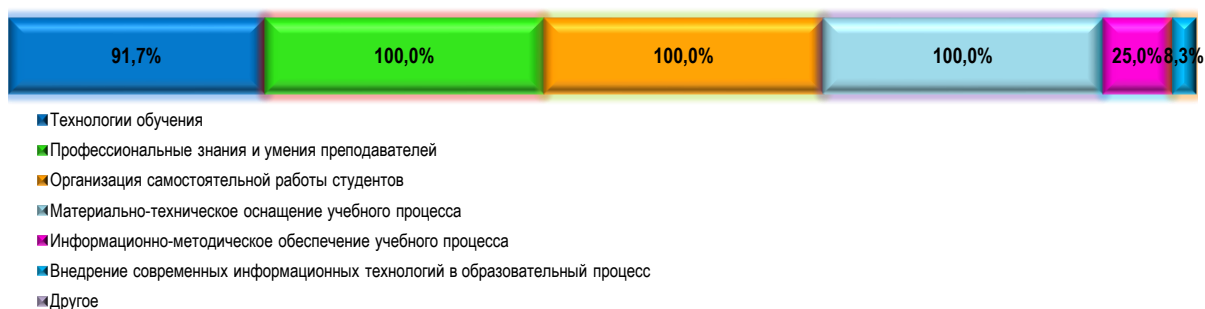 91,7% 100,0% 100,0% 100,0% 25,0% 8,3%
Технологии обучения
Профессиональные знания и умения преподавателей
Организация самостоятельной работы студентов
Материально-техническое оснащение учебного процесса
Информационно-методическое обеспечение учебного процесса
Внедрение современных информационных технологий в образовательный процесс
Другое